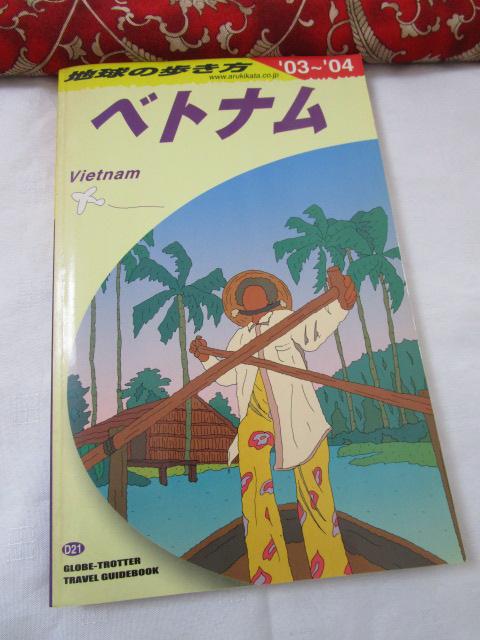 地球の歩き方
www.arukikata.co.jp
'03~'04
ベトナム
Vietnam
D21
GLOBE-TROTTER
TRAVEL GUIDEBOOK